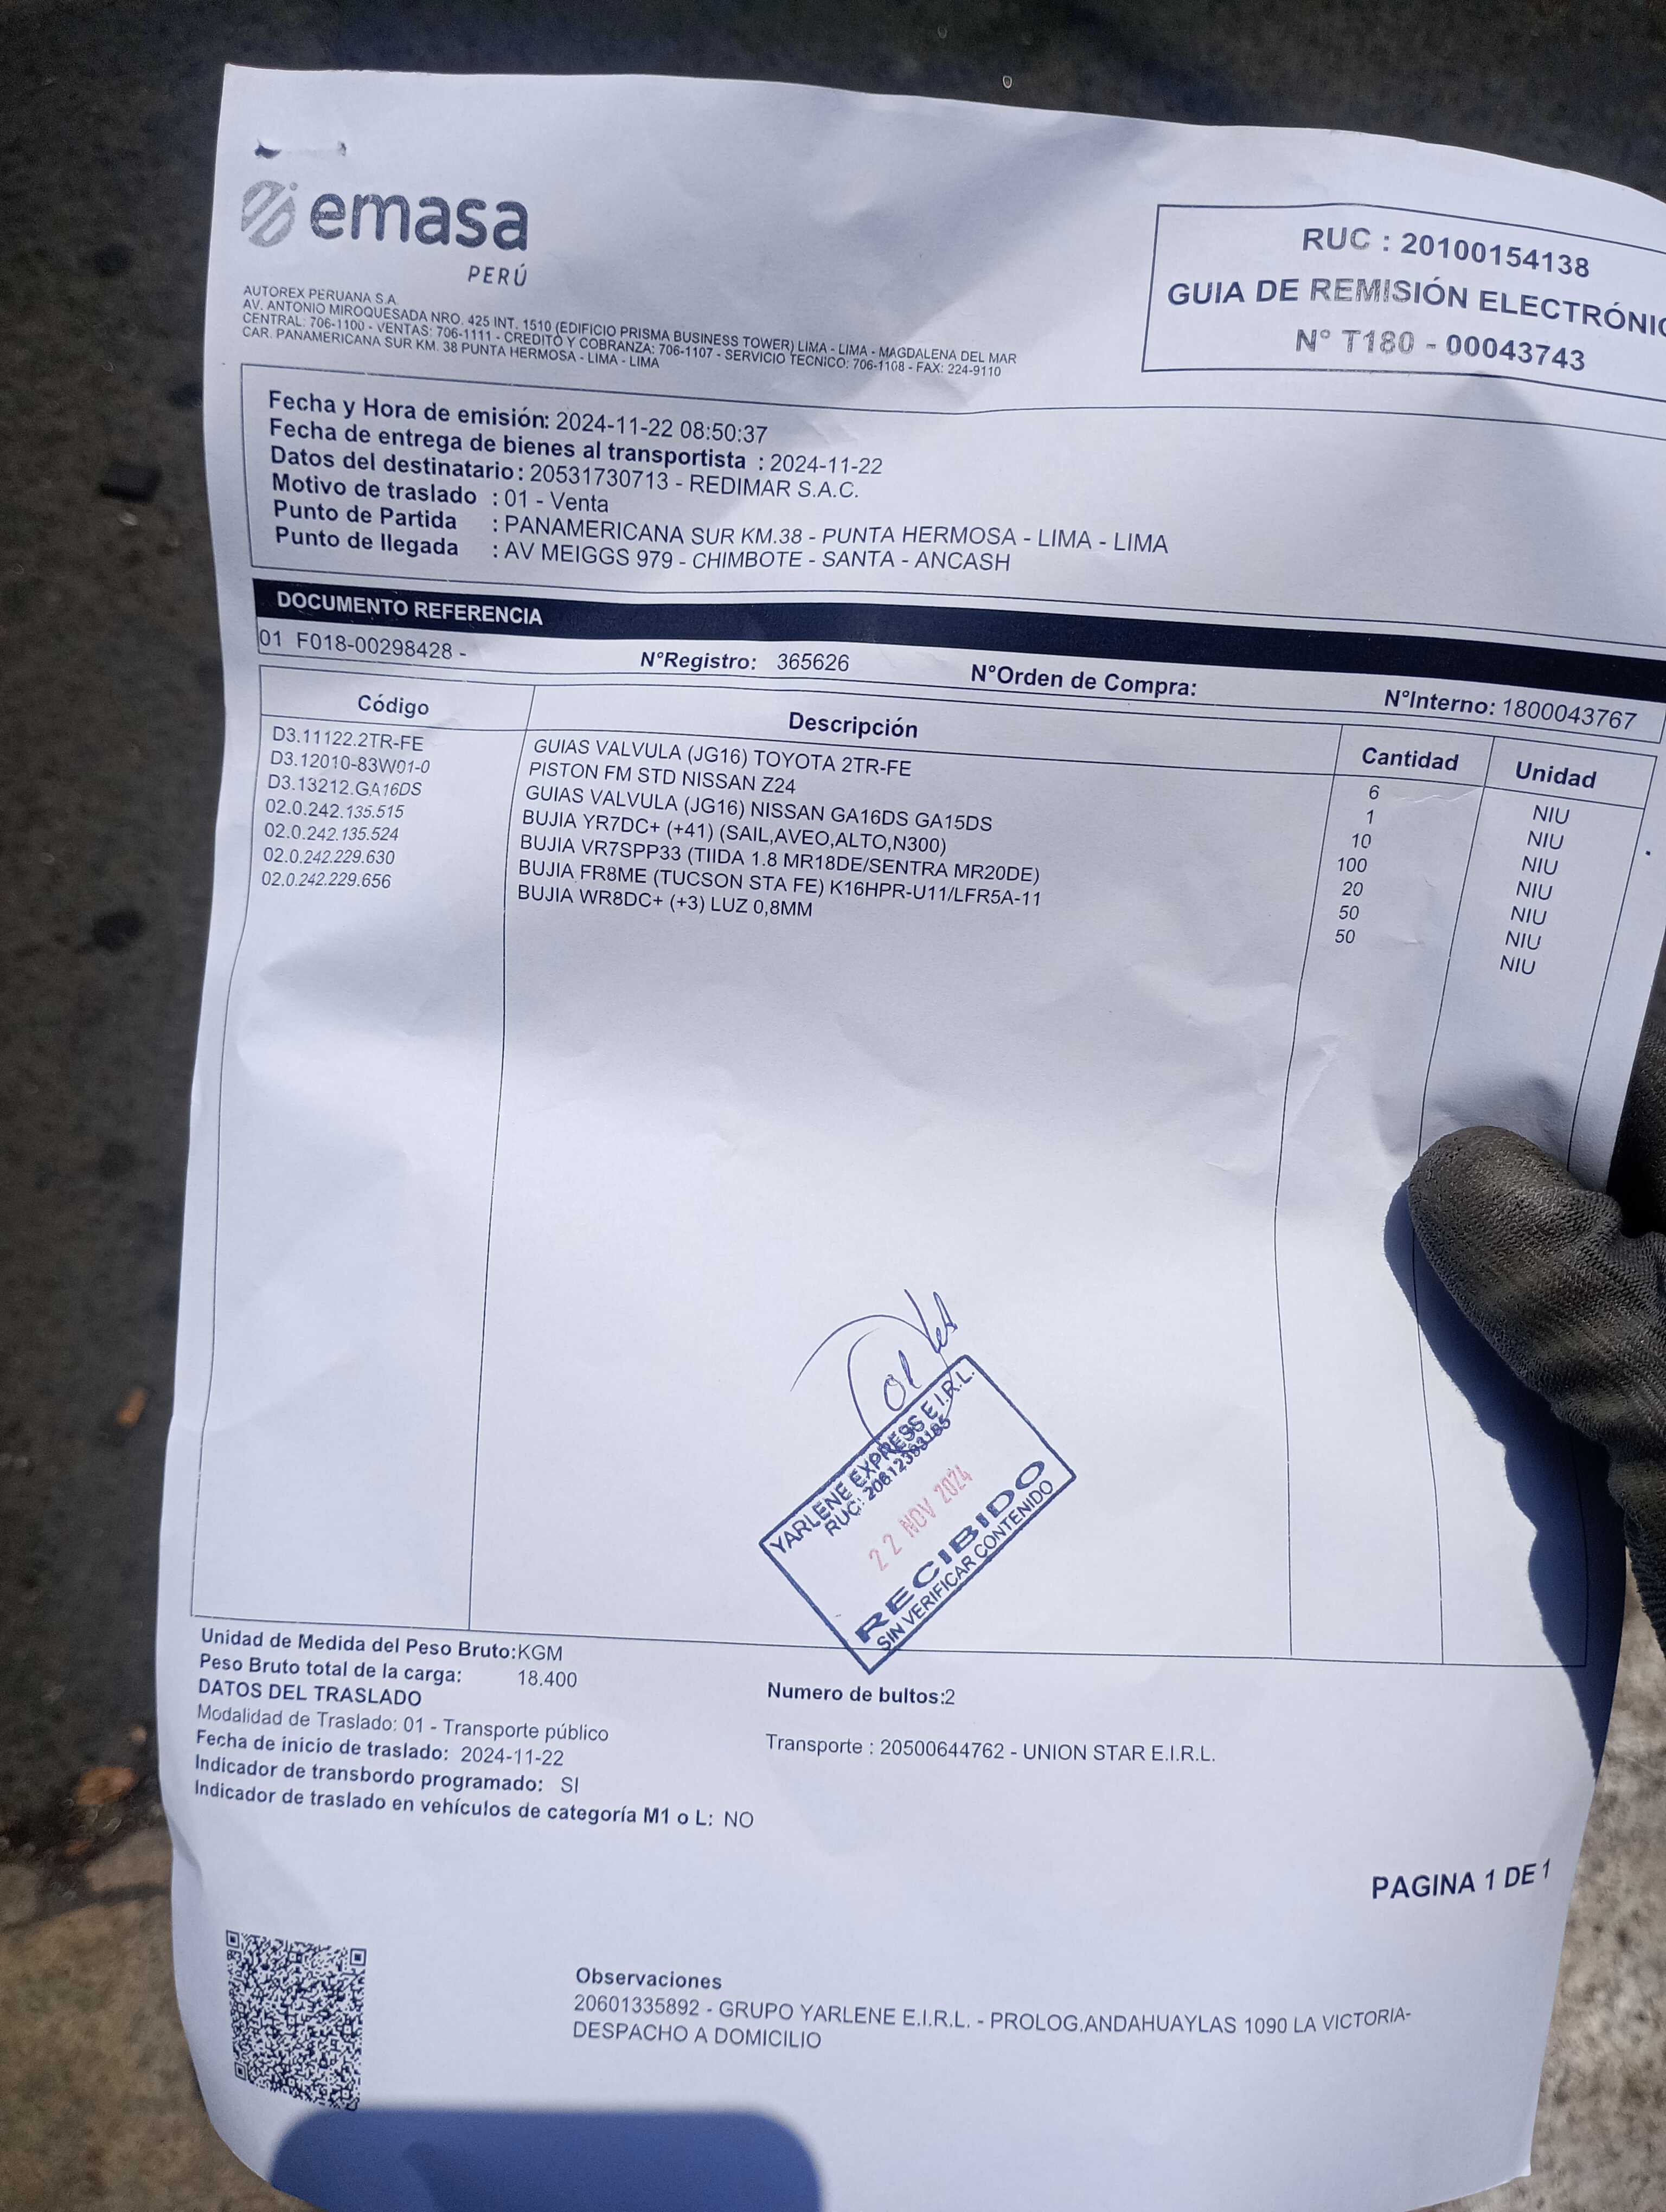 emasa
PERÚ
RUC : 20100154138
GUIA DE REMISIÓN ELECTRÓNIC
N° T180 - 00043743
AUTOREX PERUANA S.A.
AV. ANTONIO MIROQUESADA NRO. 425 INT. 1510 (EDIFICIO PRISMA BUSINESS TOWER) LIMA - LIMA - MAGDALENA DEL MAR
CENTRAL: 706-1100 - VENTAS: 706-1111 - CREDITO Y COBRANZA: 706-1107 - SERVICIO TECNICO: 706-1108 - FAX: 224-9110
CAR. PANAMERICANA SUR KM. 38 PUNTA HERMOSA - LIMA - LIMA
Fecha y Hora de emisión: 2024-11-22 08:50:37
Fecha de entrega de bienes al transportista : 2024-11-22
Datos del destinatario : 20531730713 - REDIMAR S.A.C.
Motivo de traslado : 01 - Venta
Punto de Partida : PANAMERICANA SUR KM.38 - PUNTA HERMOSA - LIMA - LIMA
Punto de llegada : AV MEIGGS 979 - CHIMBOTE - SANTA - ANCASH
DOCUMENTO REFERENCIA
01 F018-00298428 - N°Registro: 365626 N°Orden de Compra: N°Interno: 1800043767
Código Descripción Cantidad Unidad
D3.11122.2TR-FE GUIAS VALVULA (JG16) TOYOTA 2TR-FE 6 NIU
D3.12010-83W01-0 PISTON FM STD NISSAN Z24 1 NIU
D3.13212.GA16DS GUIAS VALVULA (JG16) NISSAN GA16DS GA15DS 10 NIU
02.0.242.135.515 BUJIA YR7DC+ (+41) (SAIL,AVEO,ALTO,N300) 100 NIU
02.0.242.135.524 BUJIA VR7SPP33 (TIIDA 1.8 MR18DE/SENTRA MR20DE) 20 NIU
02.0.242.229.630 BUJIA FR8ME (TUCSON STA FE) K16HPR-U11/LFR5A-11 50 NIU
02.0.242.229.656 BUJIA WR8DC+ (+3) LUZ 0,8MM 50 NIU
YARLENE EXPRESS E.I.R.L.
RUC: 20612383185
22 NOV 2024
RECIBIDO
SIN VERIFICAR CONTENIDO
Unidad de Medida del Peso Bruto:KGM
Peso Bruto total de la carga: 18.400 Numero de bultos:2
DATOS DEL TRASLADO
Modalidad de Traslado: 01 - Transporte público Transporte : 20500644762 - UNION STAR E.I.R.L.
Fecha de inicio de traslado: 2024-11-22
Indicador de transbordo programado: SI
Indicador de traslado en vehículos de categoría M1 o L: NO
PAGINA 1 DE 1
Observaciones
20601335892 - GRUPO YARLENE E.I.R.L. - PROLOG.ANDAHUAYLAS 1090 LA VICTORIA-
DESPACHO A DOMICILIO